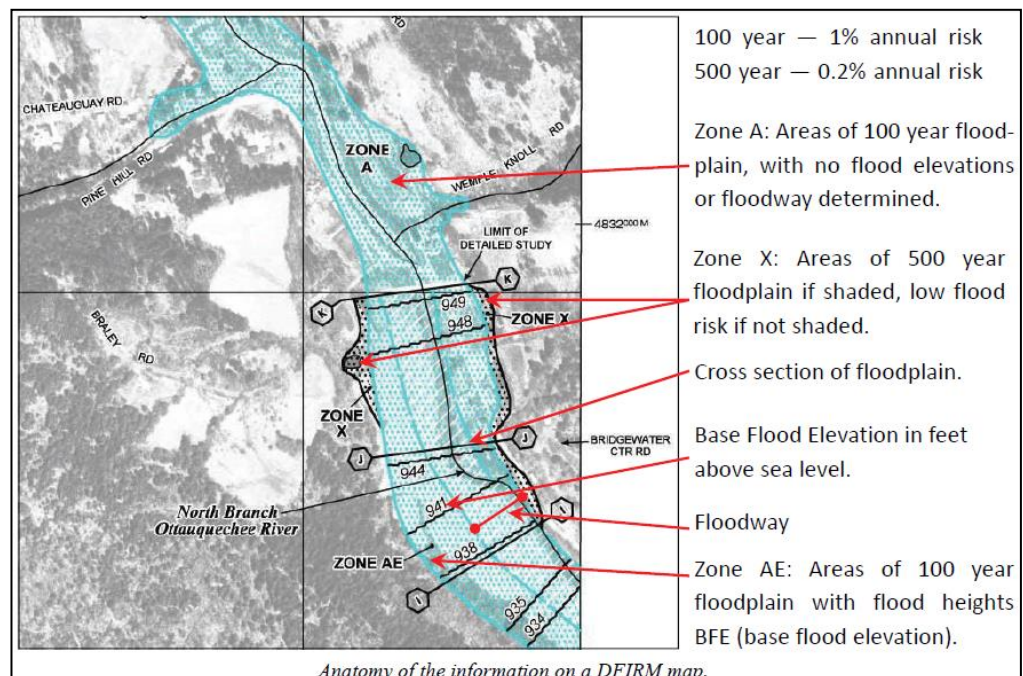 RD
CHATEAUGUAY RD
PINE HILL RD
ZONE
A
WEMPLE KNOLL RD
4832000 M
LIMIT OF
DETAILED STUDY
K
K
949
948
ZONE X
BRALEY RD
ZONE
X
J
J
BRIDGEWATER
CTR RD
944
North Branch
Ottauquechee River
941
I
938
ZONE AE
I
935
934
100 year — 1% annual risk
500 year — 0.2% annual risk
Zone A: Areas of 100 year flood-
plain, with no flood elevations
or floodway determined.
Zone X: Areas of 500 year
floodplain if shaded, low flood
risk if not shaded.
Cross section of floodplain.
Base Flood Elevation in feet
above sea level.
Floodway
Zone AE: Areas of 100 year
floodplain with flood heights
BFE (base flood elevation).
Anatomy of the information on a DFIRM map.